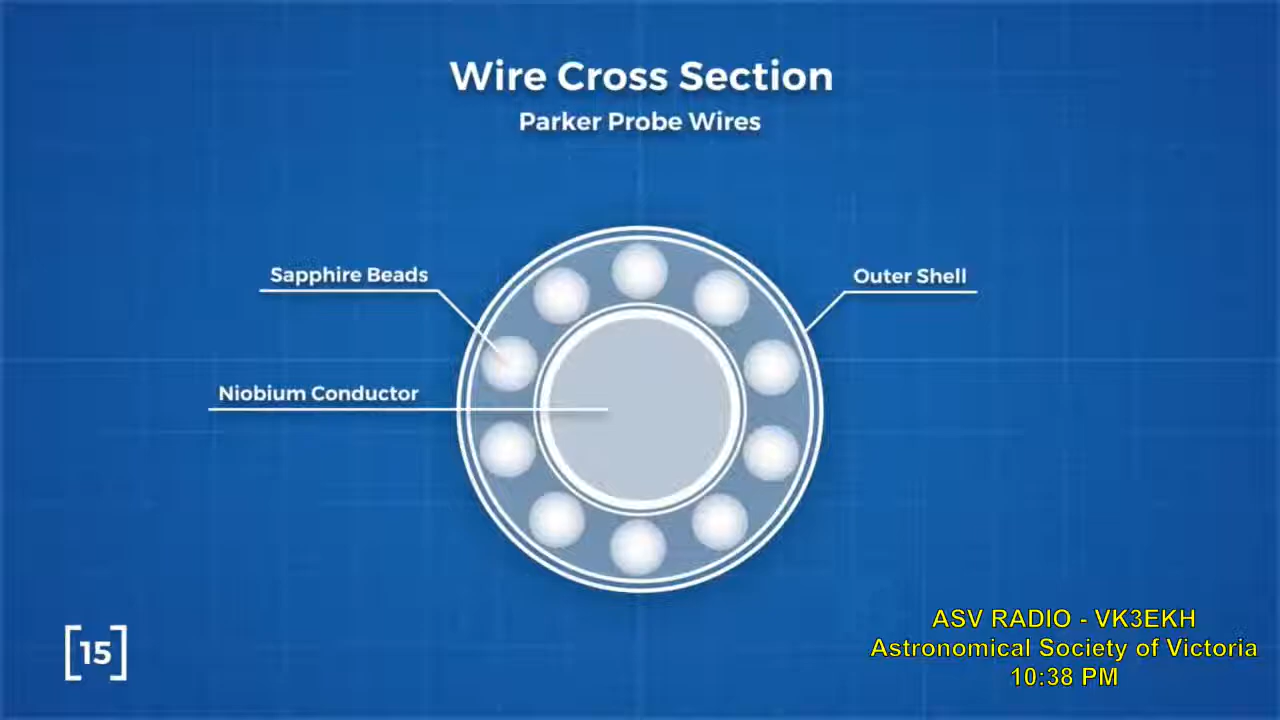 Wire Cross Section
Parker Probe Wires
Sapphire Beads
Outer Shell
Niobium Conductor
[15]
ASV RADIO - VK3EKH
Astronomical Society of Victoria
10:38 PM